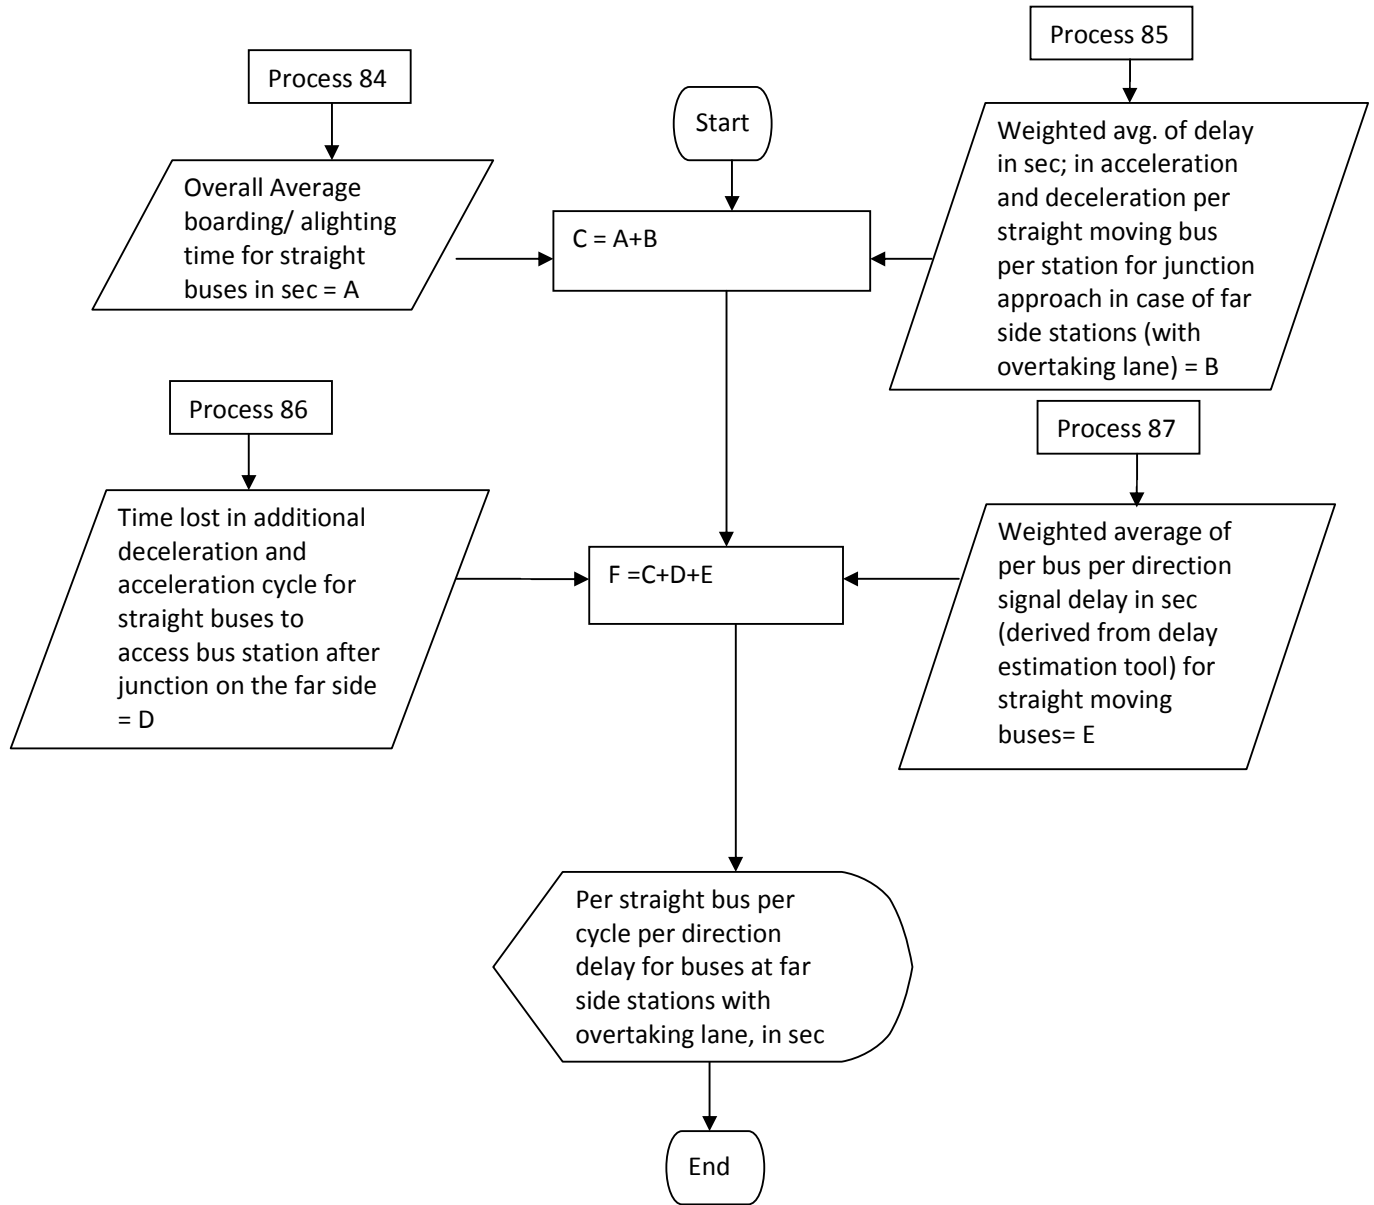 Process 84
Overall Average
boarding/ alighting
time for straight
buses in sec = A
Start
C = A+B
Process 85
Weighted avg. of delay
in sec; in acceleration
and deceleration per
straight moving bus
per station for junction
approach in case of far
side stations (with
overtaking lane) = B
Process 86
Time lost in additional
deceleration and
acceleration cycle for
straight buses to
access bus station after
junction on the far side
= D
F =C+D+E
Process 87
Weighted average of
per bus per direction
signal delay in sec
(derived from delay
estimation tool) for
straight moving
buses= E
Per straight bus per
cycle per direction
delay for buses at far
side stations with
overtaking lane, in sec
End